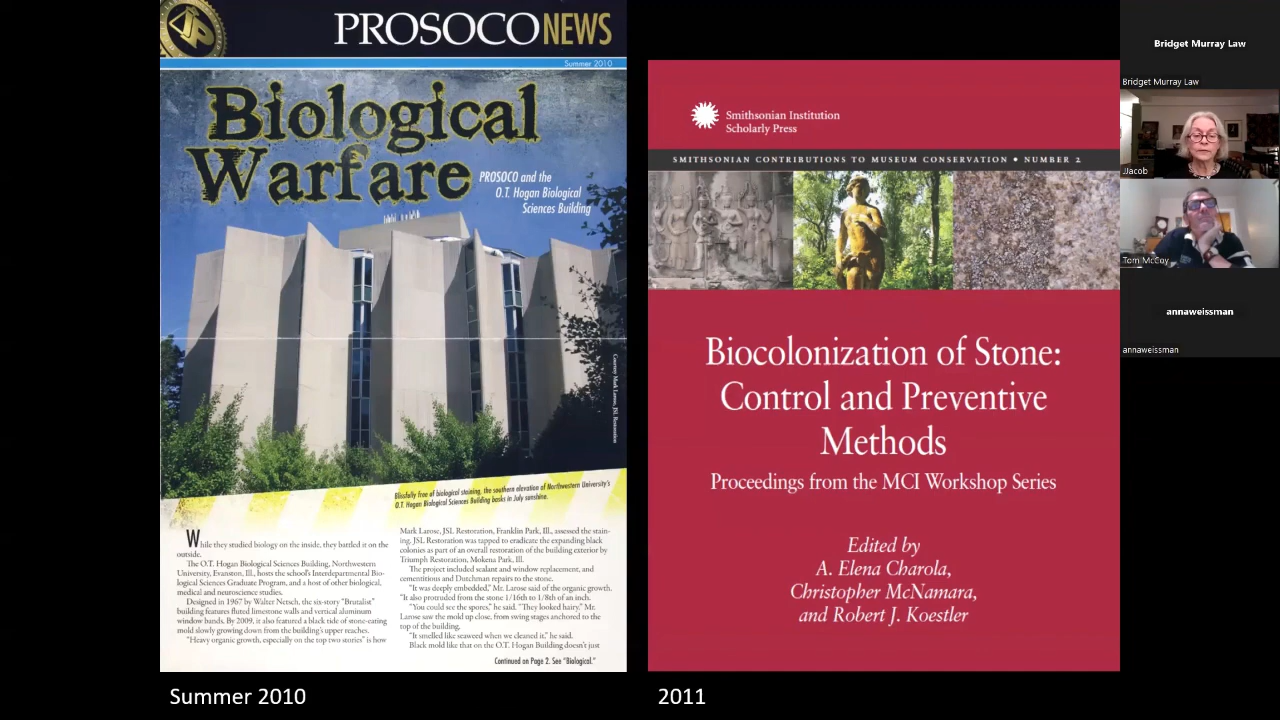 PROSOCONEWS
Summer 2010
Biological
Warfare
PROSOCO and the
O.T. Hogan Biological
Sciences Building
Courtesy Mark Larose, JSL Restoration
Blissfully free of biological staining, the southern elevation of Northwestern University's
O.T. Hogan Biological Sciences Building basks in July sunshine.
While they studied biology on the inside, they battled it on the
outside.
The O.T. Hogan Biological Sciences Building, Northwestern
University, Evanston, Ill., hosts the school's Interdepartmental Bio-
logical Sciences Graduate Program, and a host of other biological,
medical and neuroscience studies.
Designed in 1967 by Walter Netsch, the six-story "Brutalist"
building features fluted limestone walls and vertical aluminum
window bands. By 2009, it also featured a black tide of stone-eating
mold slowly growing down from the building's upper reaches.
"Heavy organic growth, especially on the top two stories" is how
Mark Larose, JSL Restoration, Franklin Park, Ill., assessed the stain-
ing. JSL Restoration was tapped to eradicate the expanding black
colonies as part of an overall restoration of the building exterior by
Triumph Restoration, Mokena Park, Ill.
The project included sealant and window replacement, and
cementitious and Dutchman repairs to the stone.
"It was deeply embedded," Mr. Larose said of the organic growth.
"It also protruded from the stone 1/16th to 1/8th of an inch.
"You could see the spores," he said. "They looked hairy." Mr.
Larose saw the mold up close, from swing stages anchored to the
top of the building.
"It smelled like seaweed when we cleaned it," he said.
Black mold like that on the O.T. Hogan Building doesn't just
Continued on Page 2. See "Biological."
Summer 2010
Smithsonian Institution
Scholarly Press
SMITHSONIAN CONTRIBUTIONS TO MUSEUM CONSERVATION • NUMBER 2
Biocolonization of Stone:
Control and Preventive
Methods
Proceedings from the MCI Workshop Series
Edited by
A. Elena Charola,
Christopher McNamara,
and Robert J. Koestler
2011
Bridget Murray Law
Bridget Murray Law
JJacob
Tom McCoy
annaweissman
annaweissman